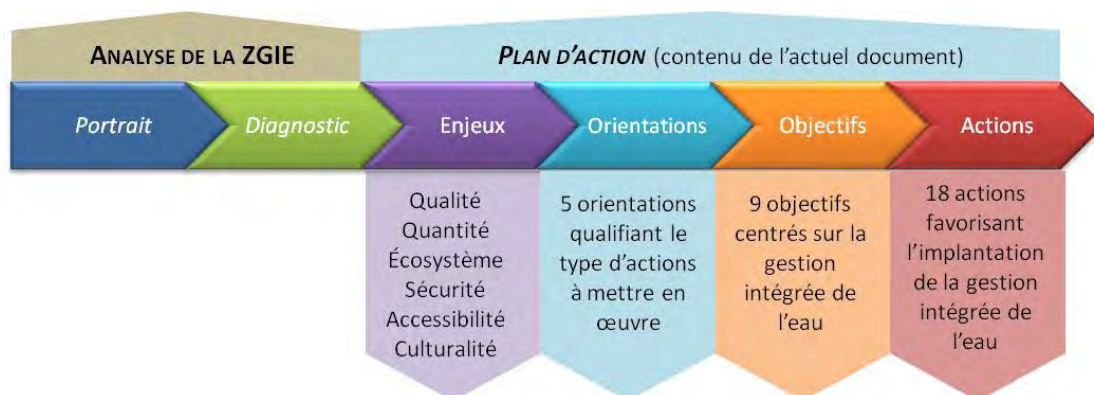 ANALYSE DE LA ZGIE
PLAN D'ACTION (contenu de l'actuel document)
Portrait
Diagnostic
Enjeux
Orientations
Objectifs
Actions
Qualité
Quantité
Écosystème
Sécurité
Accessibilité
Culturalité
5 orientations
qualifiant le
type d'actions
à mettre en
œuvre
9 objectifs
centrés sur la
gestion
intégrée de
l'eau
18 actions
favorisant
l'implantation
de la gestion
intégrée de
l'eau